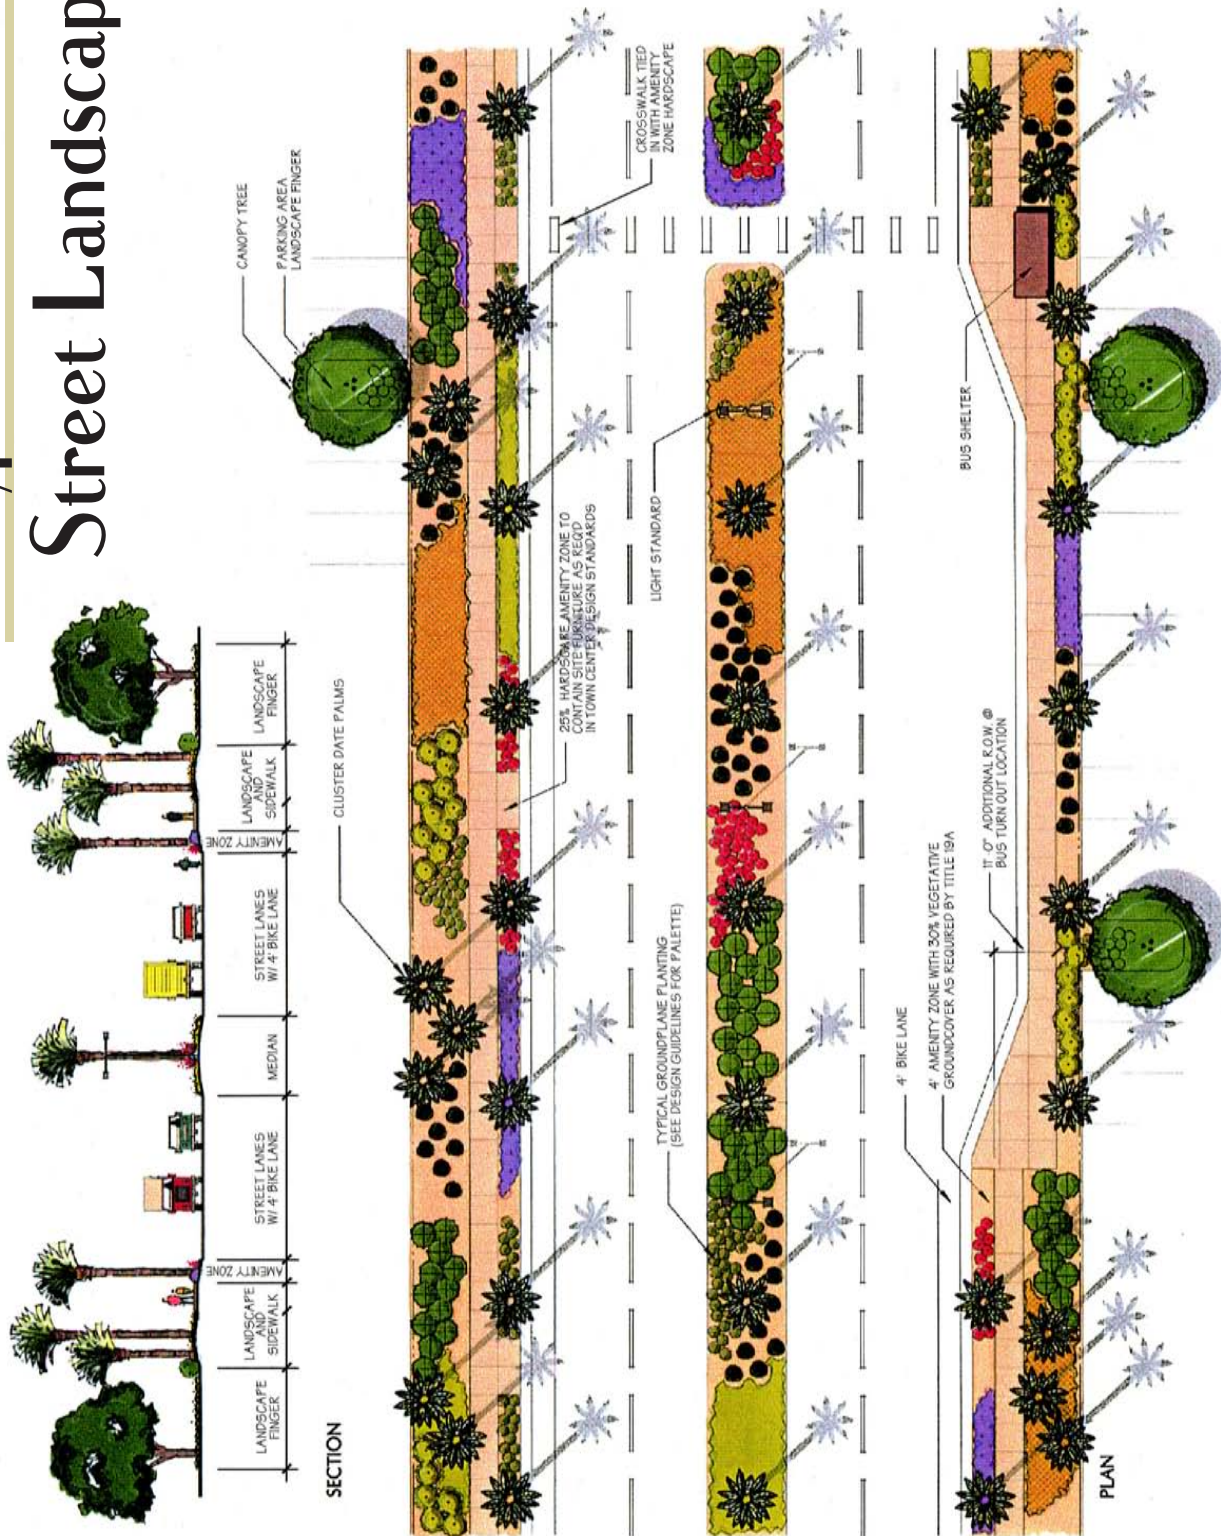 Street Landscap
LANDSCAPE
FINGER
LANDSCAPE
AND
SIDEWALK
AMENITY ZONE
STREET LANES
W/ 4' BIKE LANE
MEDIAN
STREET LANES
W/ 4' BIKE LANE
AMENITY ZONE
LANDSCAPE
AND
SIDEWALK
LANDSCAPE
FINGER
SECTION
CLUSTER DATE PALMS
CANOPY TREE
PARKING AREA
LANDSCAPE FINGER
25% HARDSCAPE AMENITY ZONE TO
CONTAIN SITE FURNITURE AS REQ'D
IN TOWN CENTER DESIGN STANDARDS
CROSSWALK TIED
IN WITH AMENITY
ZONE HARDSCAPE
TYPICAL GROUNDPLANE PLANTING
(SEE DESIGN GUIDELINES FOR PALETTE)
LIGHT STANDARD
4' BIKE LANE
4' AMENITY ZONE WITH 30% VEGETATIVE
GROUNDCOVER AS REQUIRED BY TITLE 19A
11'.0" ADDITIONAL R.O.W. @
BUS TURN OUT LOCATION
BUS SHELTER
PLAN